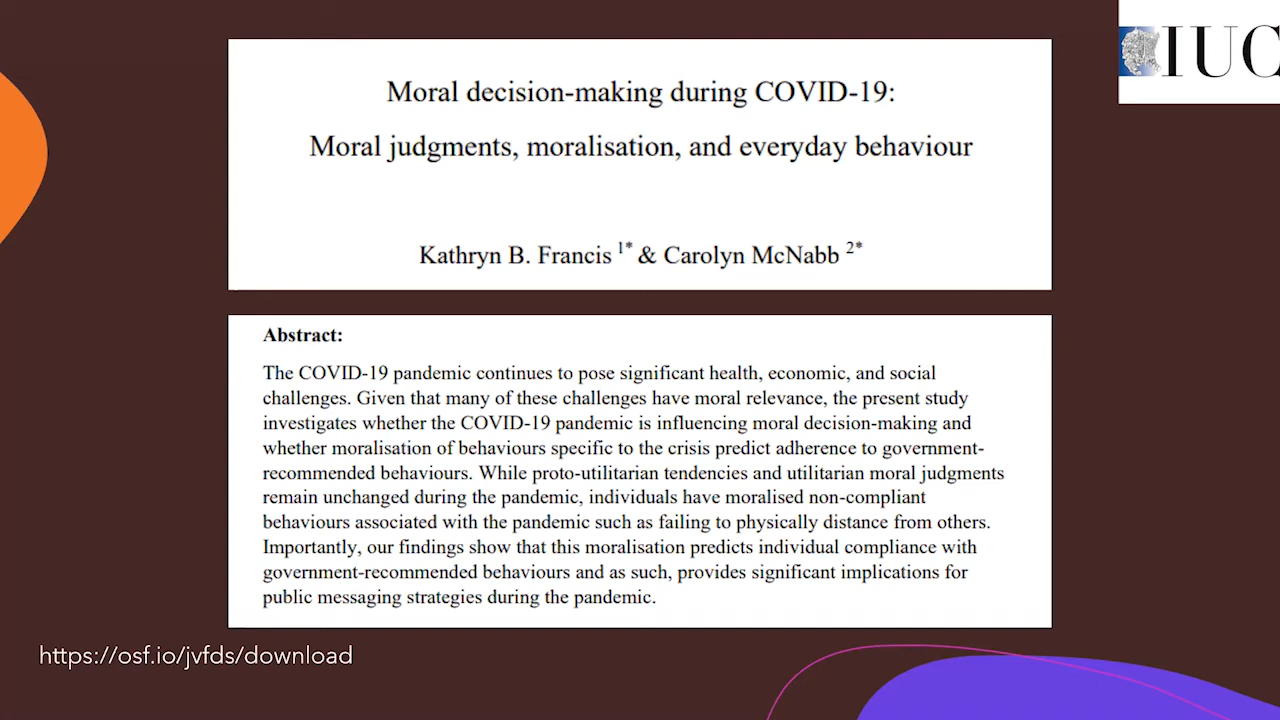 IUC
Moral decision-making during COVID-19:
Moral judgments, moralisation, and everyday behaviour
Kathryn B. Francis 1* & Carolyn McNabb 2*
Abstract:
The COVID-19 pandemic continues to pose significant health, economic, and social
challenges. Given that many of these challenges have moral relevance, the present study
investigates whether the COVID-19 pandemic is influencing moral decision-making and
whether moralisation of behaviours specific to the crisis predict adherence to government-
recommended behaviours. While proto-utilitarian tendencies and utilitarian moral judgments
remain unchanged during the pandemic, individuals have moralised non-compliant
behaviours associated with the pandemic such as failing to physically distance from others.
Importantly, our findings show that this moralisation predicts individual compliance with
government-recommended behaviours and as such, provides significant implications for
public messaging strategies during the pandemic.
https://osf.io/jvfds/download